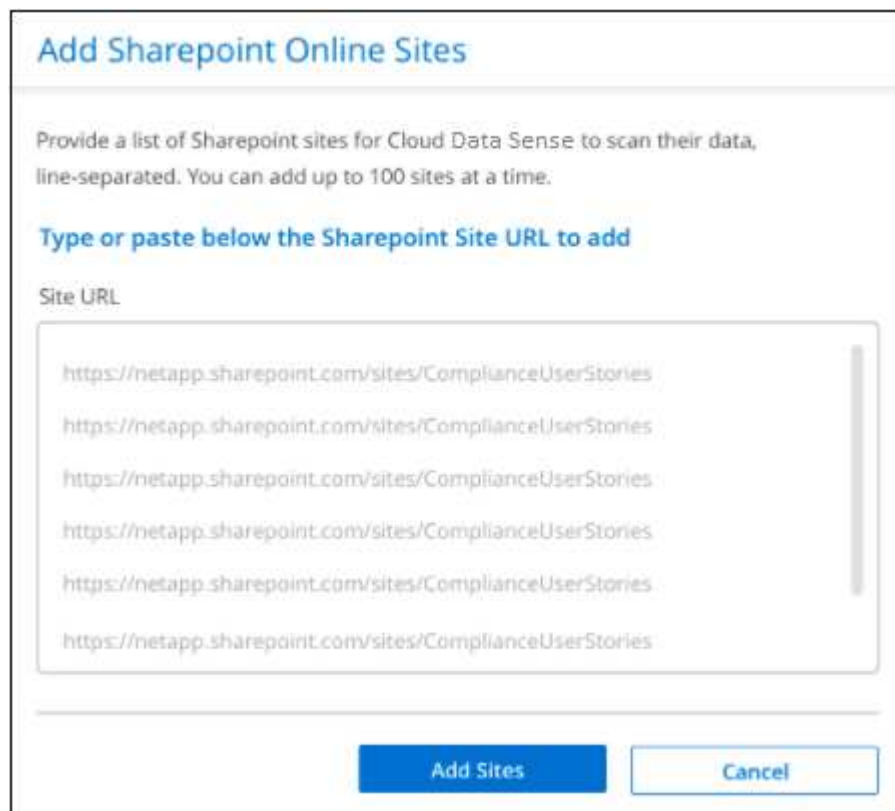 Add Sharepoint Online Sites
Provide a list of Sharepoint sites for Cloud Data Sense to scan their data,
line-separated. You can add up to 100 sites at a time.
Type or paste below the Sharepoint Site URL to add
Site URL
https://netapp.sharepoint.com/sites/ComplianceUserStories
https://netapp.sharepoint.com/sites/ComplianceUserStories
https://netapp.sharepoint.com/sites/ComplianceUserStories
https://netapp.sharepoint.com/sites/ComplianceUserStories
https://netapp.sharepoint.com/sites/ComplianceUserStories
https://netapp.sharepoint.com/sites/ComplianceUserStories
Add Sites Cancel